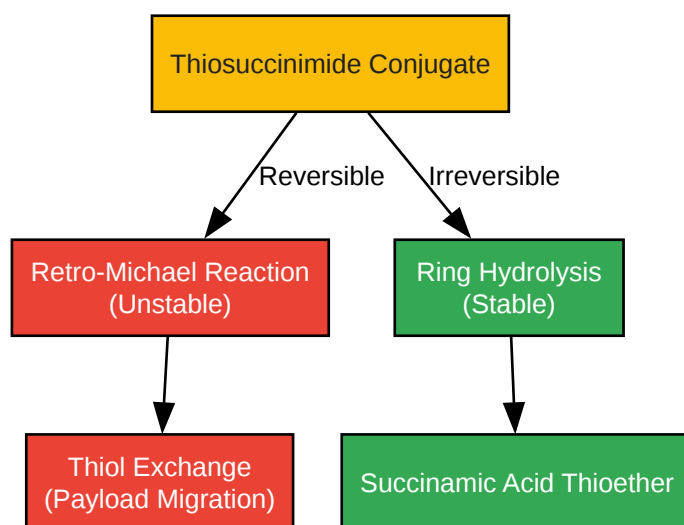 Thiosuccinimide Conjugate
Reversible
Irreversible
Retro-Michael Reaction
(Unstable)
Ring Hydrolysis
(Stable)
Thiol Exchange
(Payload Migration)
Succinamic Acid Thioether